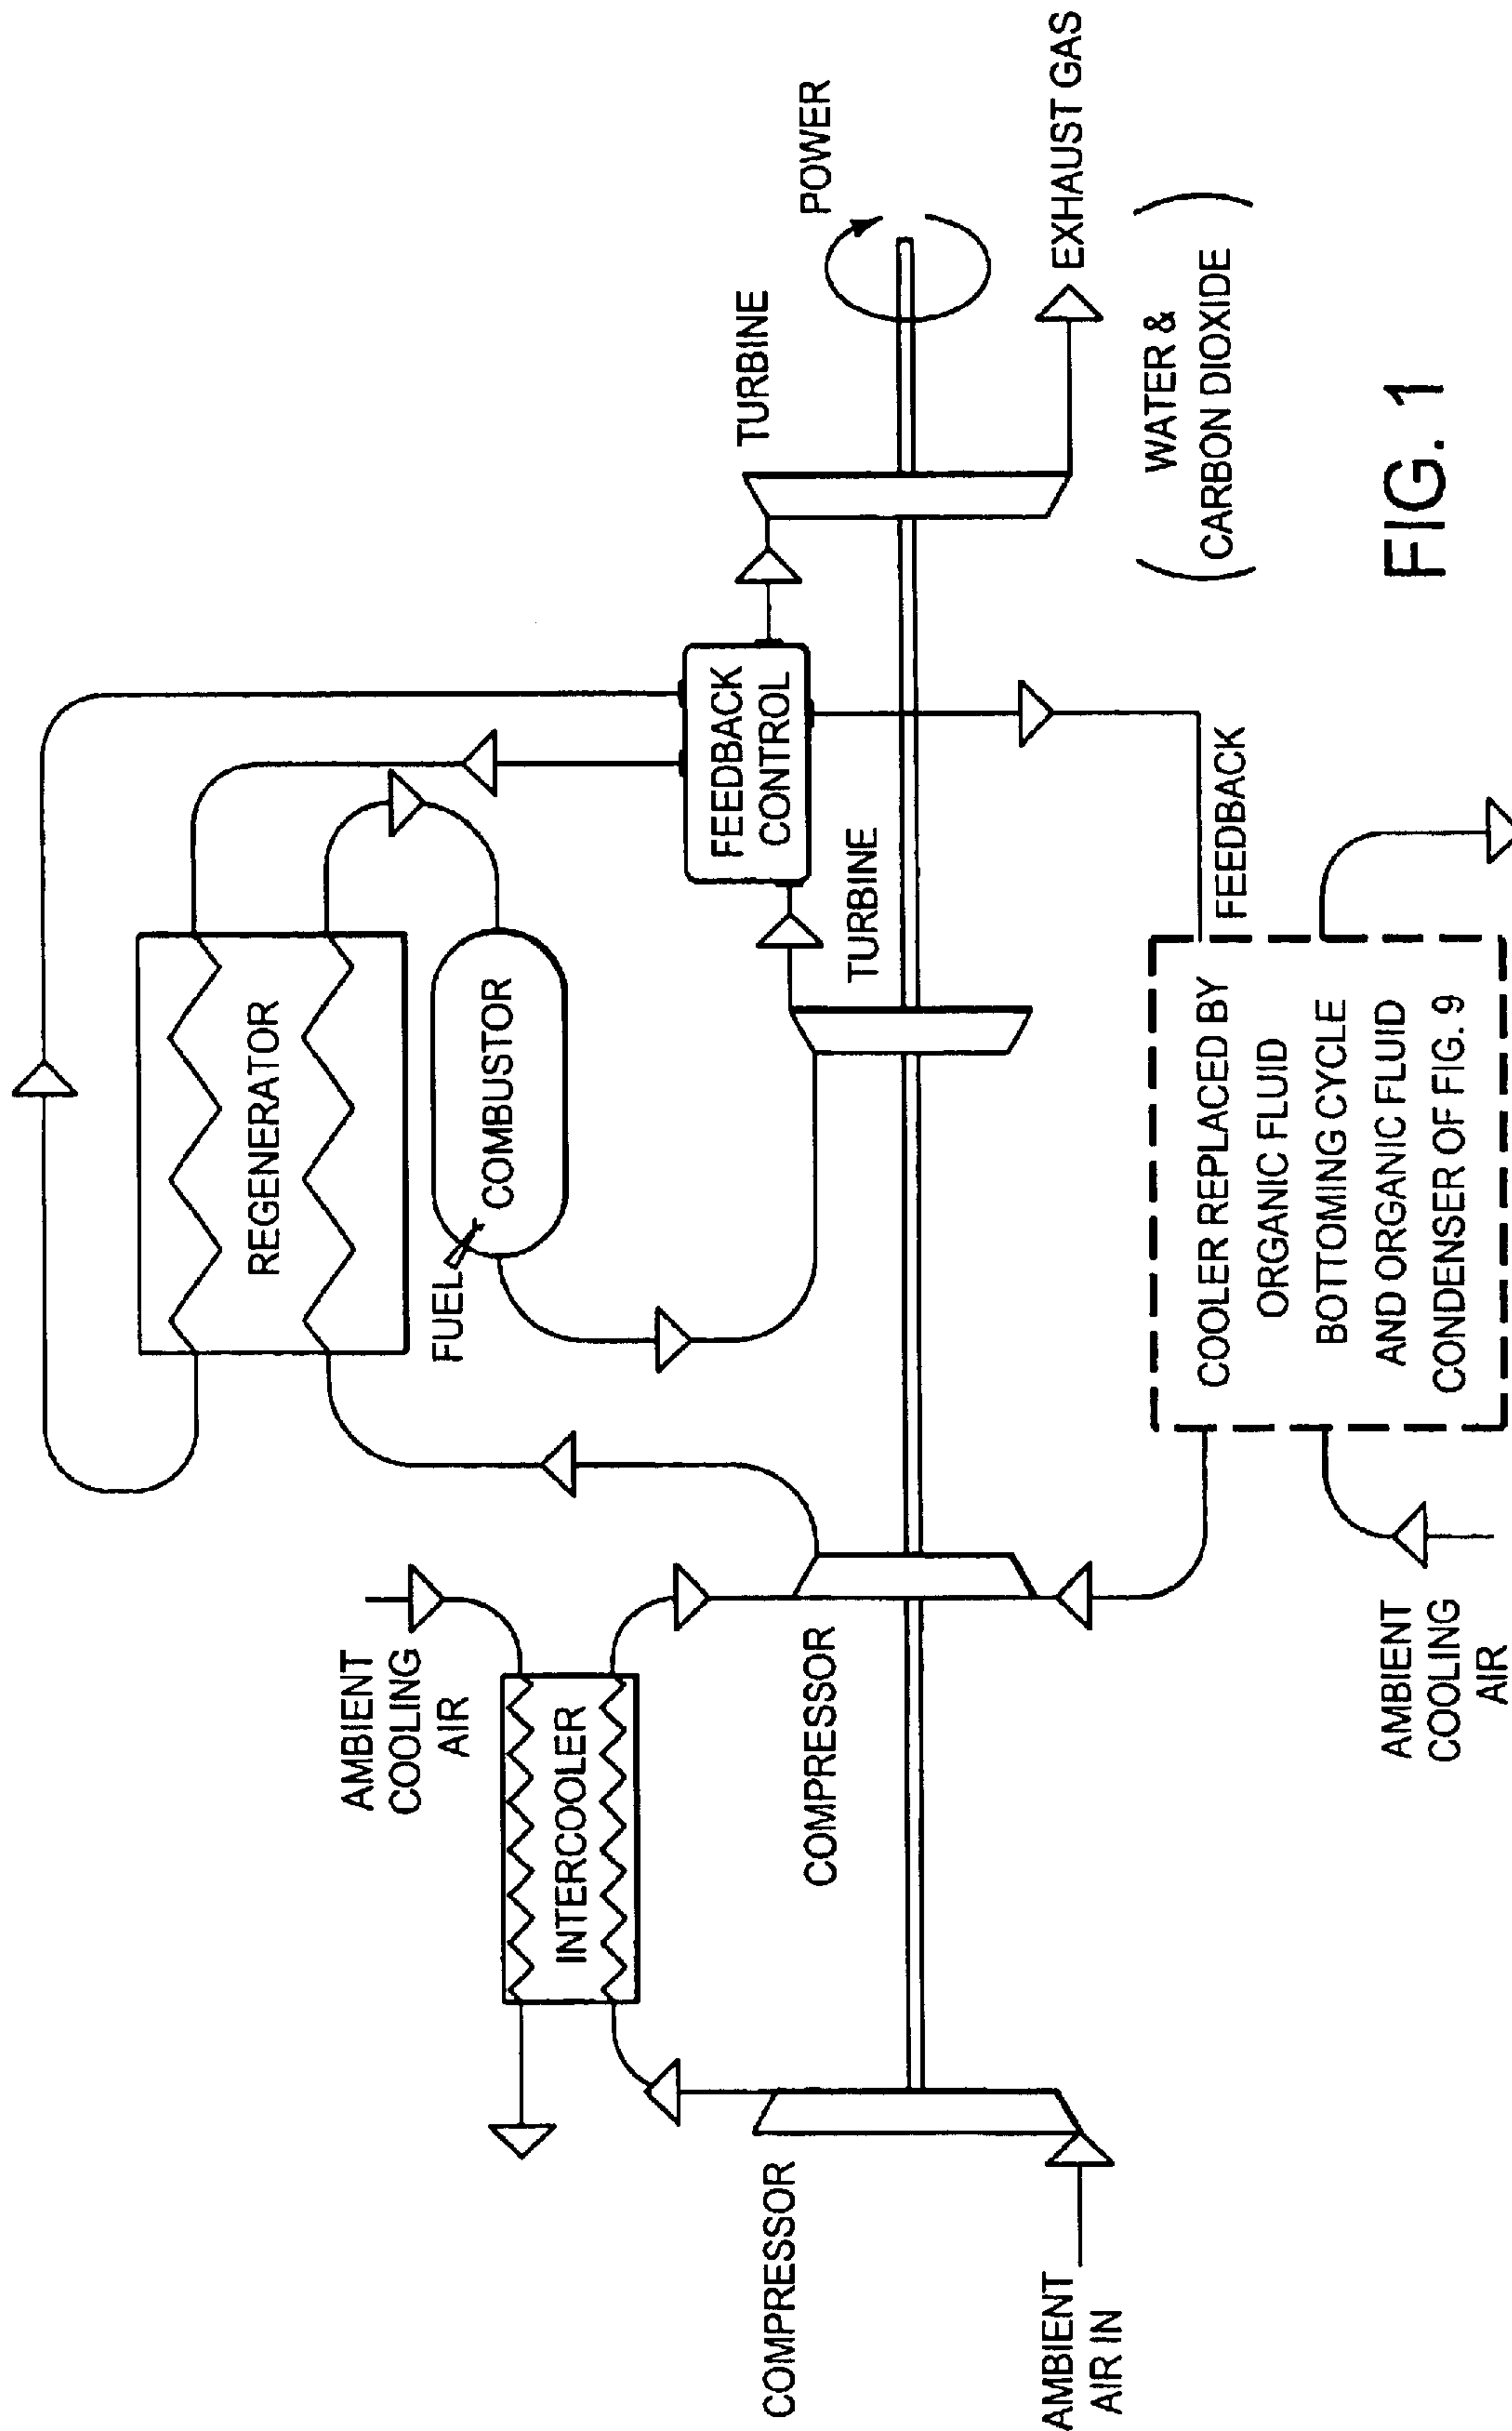 REGENERATOR
FUEL
COMBUSTOR
AMBIENT
COOLING
AIR
INTERCOOLER
FEEDBACK
CONTROL
TURBINE
POWER
COMPRESSOR
COMPRESSOR
TURBINE
EXHAUST GAS
AMBIENT
AIR IN
WATER &
CARBON DIOXIDE
FEEDBACK
COOLER REPLACED BY
ORGANIC FLUID
BOTTOMING CYCLE
AND ORGANIC FLUID
CONDENSER OF FIG. 9
AMBIENT
COOLING
AIR
FIG. 1